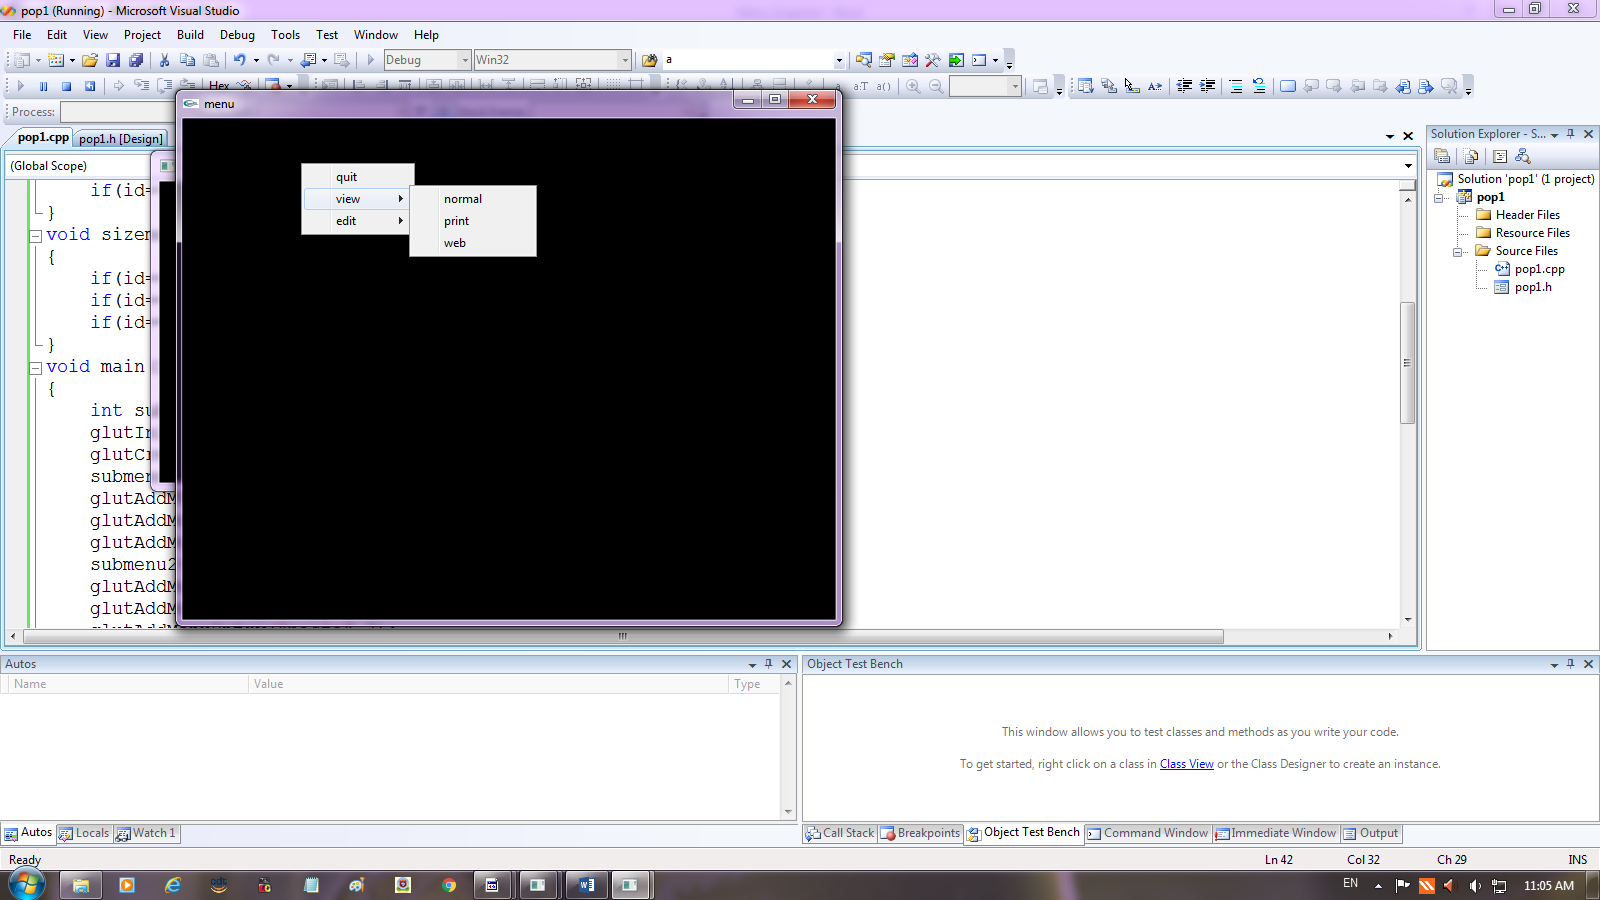 pop1 (Running) - Microsoft Visual Studio
File Edit View Project Build Debug Tools Test Window Help
Debug Win32 a
Hex
Process:
menu
pop1.cpp pop1.h [Design]
(Global Scope)
quit
view
edit
normal
print
web
if(id=
}
void sizem
{
if(id=
if(id=
if(id=
}
void main
{
int su
glutIn
glutCr
submen
glutAddM
glutAddM
glutAddM
submenu2
glutAddM
glutAddM
Solution Explorer - S...
Solution 'pop1' (1 project)
pop1
Header Files
Resource Files
Source Files
pop1.cpp
pop1.h
Autos
Name Value Type
Autos Locals Watch 1
Object Test Bench
This window allows you to test classes and methods as you write your code.
To get started, right click on a class in Class View or the Class Designer to create an instance.
Call Stack Breakpoints Object Test Bench Command Window Immediate Window Output
Ready Ln 42 Col 32 Ch 29 INS
EN 11:05 AM